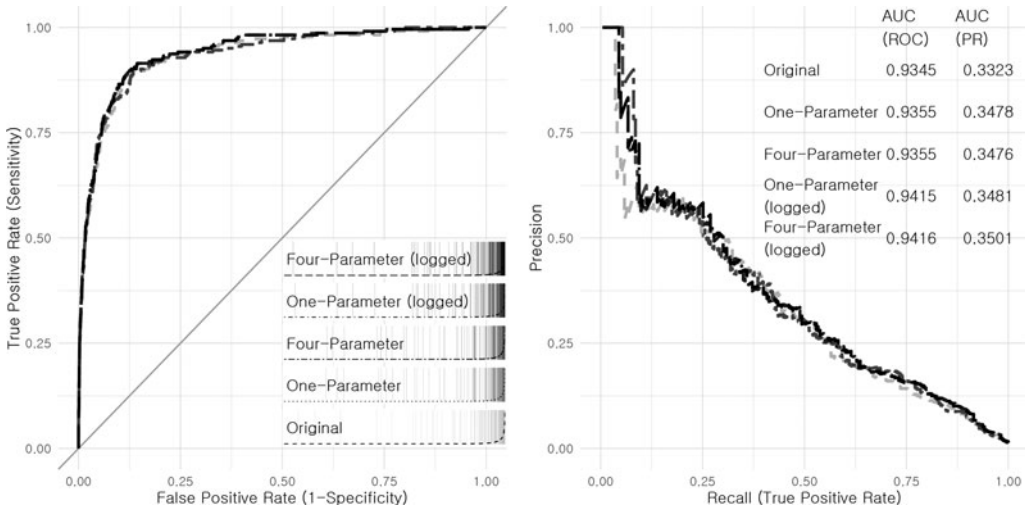 1.00
0.75
0.50
0.25
0.00
True Positive Rate (Sensitivity)
Four-Parameter (logged)
One-Parameter (logged)
Four-Parameter
One-Parameter
Original
0.00 0.25 0.50 0.75 1.00
False Positive Rate (1-Specificity)
1.00
0.75
0.50
0.25
0.00
Precision
AUC AUC
(ROC) (PR)
Original 0.9345 0.3323
One-Parameter 0.9355 0.3478
Four-Parameter 0.9355 0.3476
One-Parameter
(logged) 0.9415 0.3481
Four-Parameter
(logged) 0.9416 0.3501
0.00 0.25 0.50 0.75 1.00
Recall (True Positive Rate)